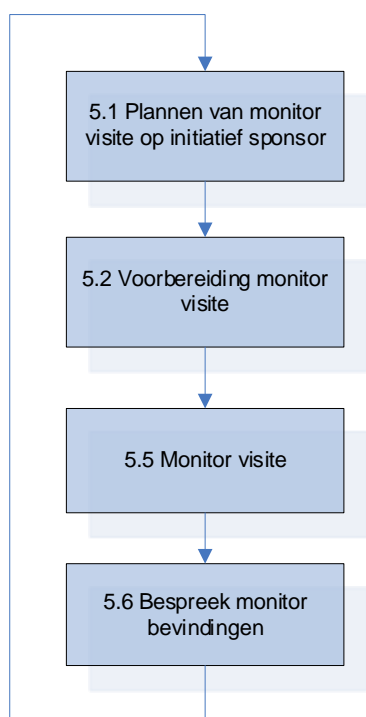 5.1 Plannen van monitor
visite op initiatief sponsor
5.2 Voorbereiding monitor
visite
5.5 Monitor visite
5.6 Bespreek monitor
bevindingen